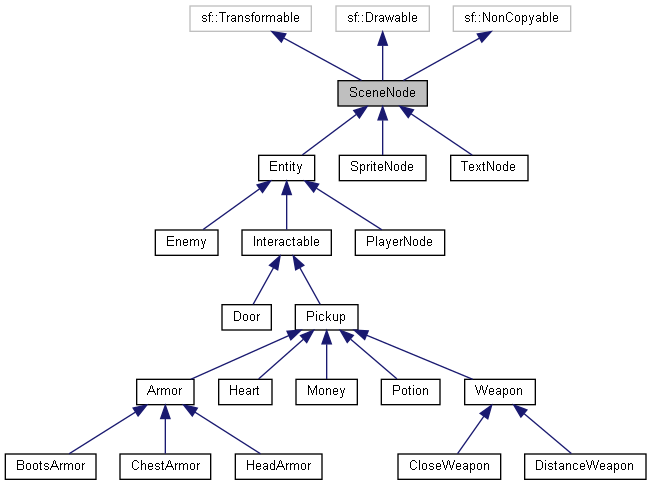 sf::Transformable
sf::Drawable
sf::NonCopyable
SceneNode
Entity
SpriteNode
TextNode
Enemy
Interactable
PlayerNode
Door
Pickup
Armor
Heart
Money
Potion
Weapon
BootsArmor
ChestArmor
HeadArmor
CloseWeapon
DistanceWeapon